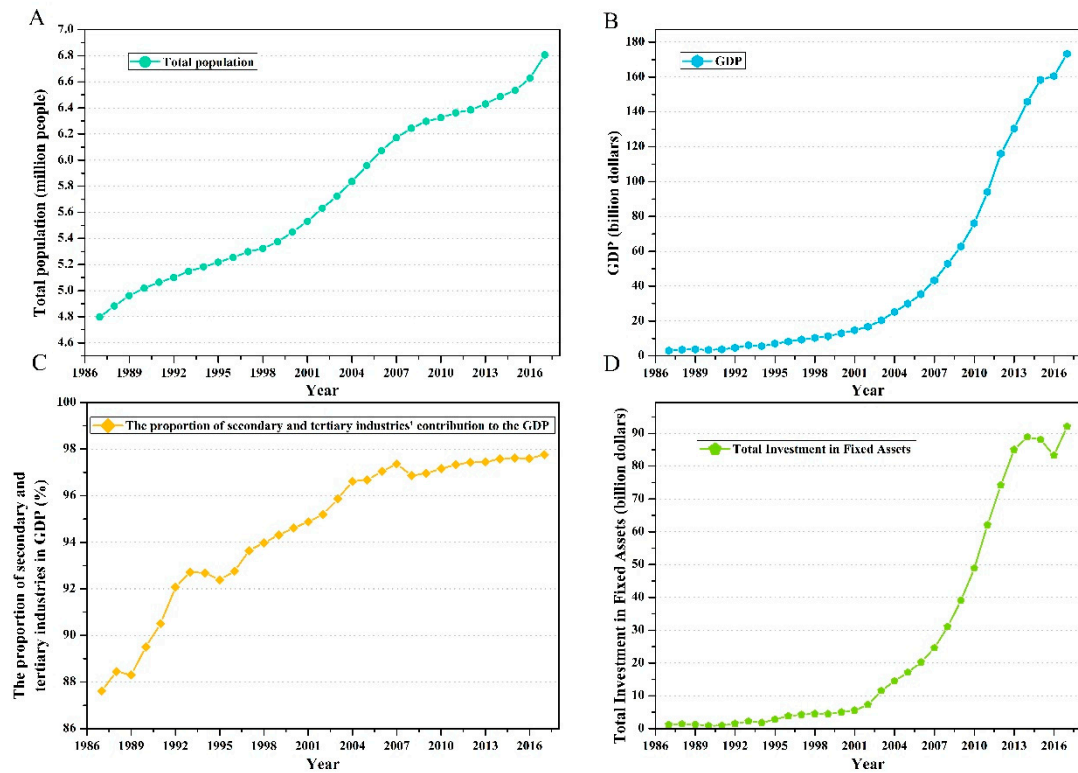 A
Total population (million people)
7.0
6.8
6.6
6.4
6.2
6.0
5.8
5.6
5.4
5.2
5.0
4.8
4.6
Total population
1986 1989 1992 1995 1998 2001 2004 2007 2010 2013 2016
Year
B
GDP (billion dollars)
180
160
140
120
100
80
60
40
20
0
GDP
1986 1989 1992 1995 1998 2001 2004 2007 2010 2013 2016
Year
C
The proportion of secondary and
tertiary industries in GDP (%)
100
98
96
94
92
90
88
86
The proportion of secondary and tertiary industries' contribution to the GDP
1986 1989 1992 1995 1998 2001 2004 2007 2010 2013 2016
Year
D
Total Investment in Fixed Assets (billion dollars)
90
80
70
60
50
40
30
20
10
0
Total Investment in Fixed Assets
1986 1989 1992 1995 1998 2001 2004 2007 2010 2013 2016
Year